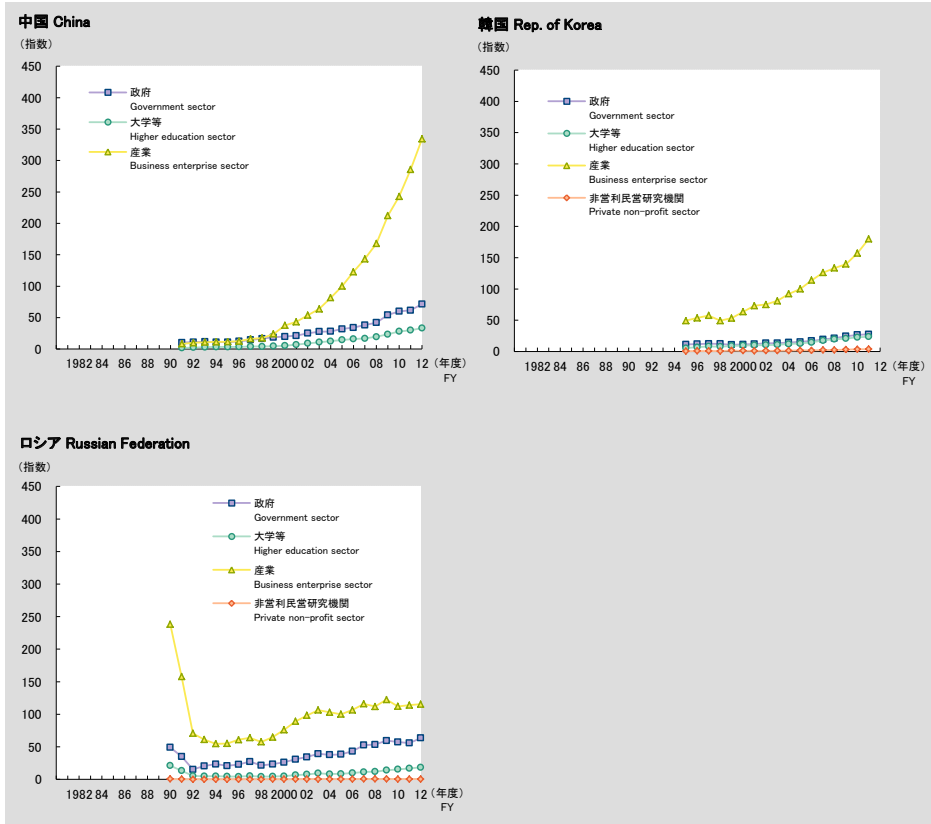 中国 China
（指数）
450
400
350
300
250
200
150
100
50
0
政府
Government sector
大学等
Higher education sector
産業
Business enterprise sector
1982 84 86 88 90 92 94 96 98 2000 02 04 06 08 10 12（年度）
FY
韓国 Rep. of Korea
（指数）
450
400
350
300
250
200
150
100
50
0
政府
Government sector
大学等
Higher education sector
産業
Business enterprise sector
非営利民営研究機関
Private non-profit sector
1982 84 86 88 90 92 94 96 98 2000 02 04 06 08 10 12（年度）
FY
ロシア Russian Federation
（指数）
450
400
350
300
250
200
150
100
50
0
政府
Government sector
大学等
Higher education sector
産業
Business enterprise sector
非営利民営研究機関
Private non-profit sector
1982 84 86 88 90 92 94 96 98 2000 02 04 06 08 10 12（年度）
FY